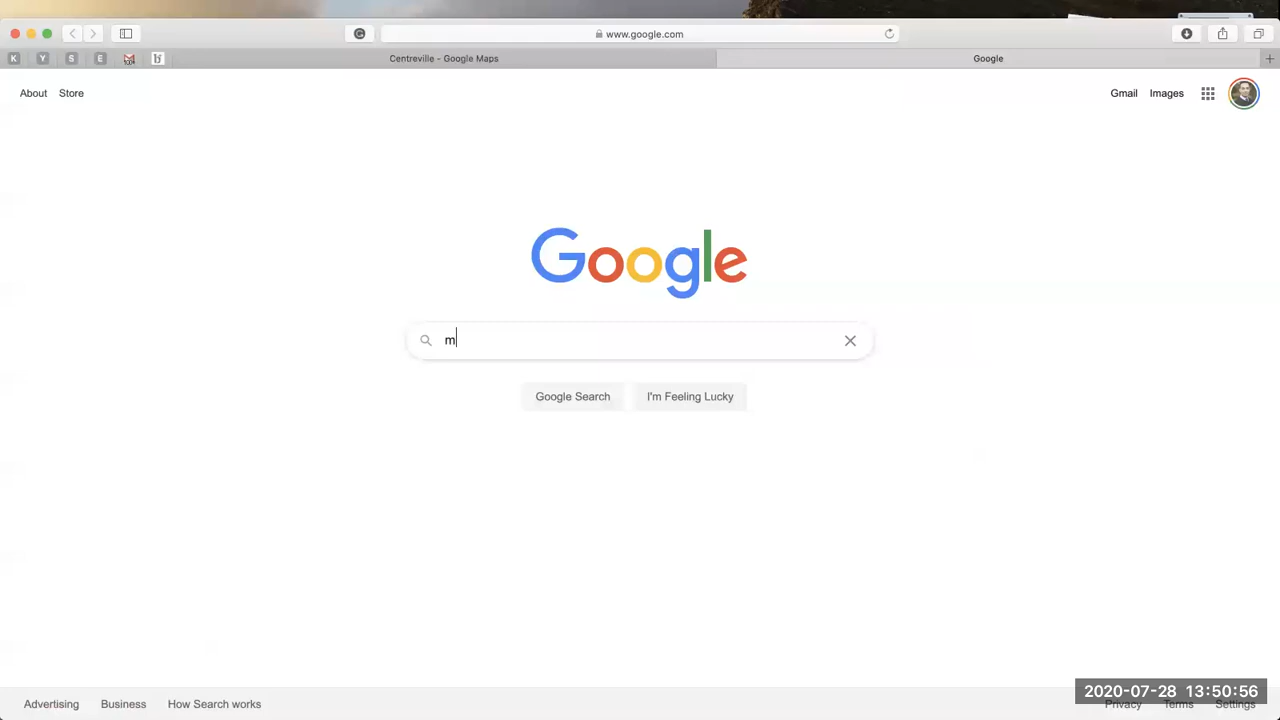 www.google.com
K Y S E
Centreville - Google Maps
Google
About Store
Gmail Images
Google
m
Google Search I'm Feeling Lucky
2020-07-28 13:50:56
Advertising Business How Search works
Privacy Terms Settings